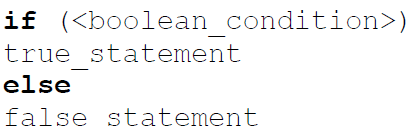 if (<boolean_condition>)
true_statement
else
false statement